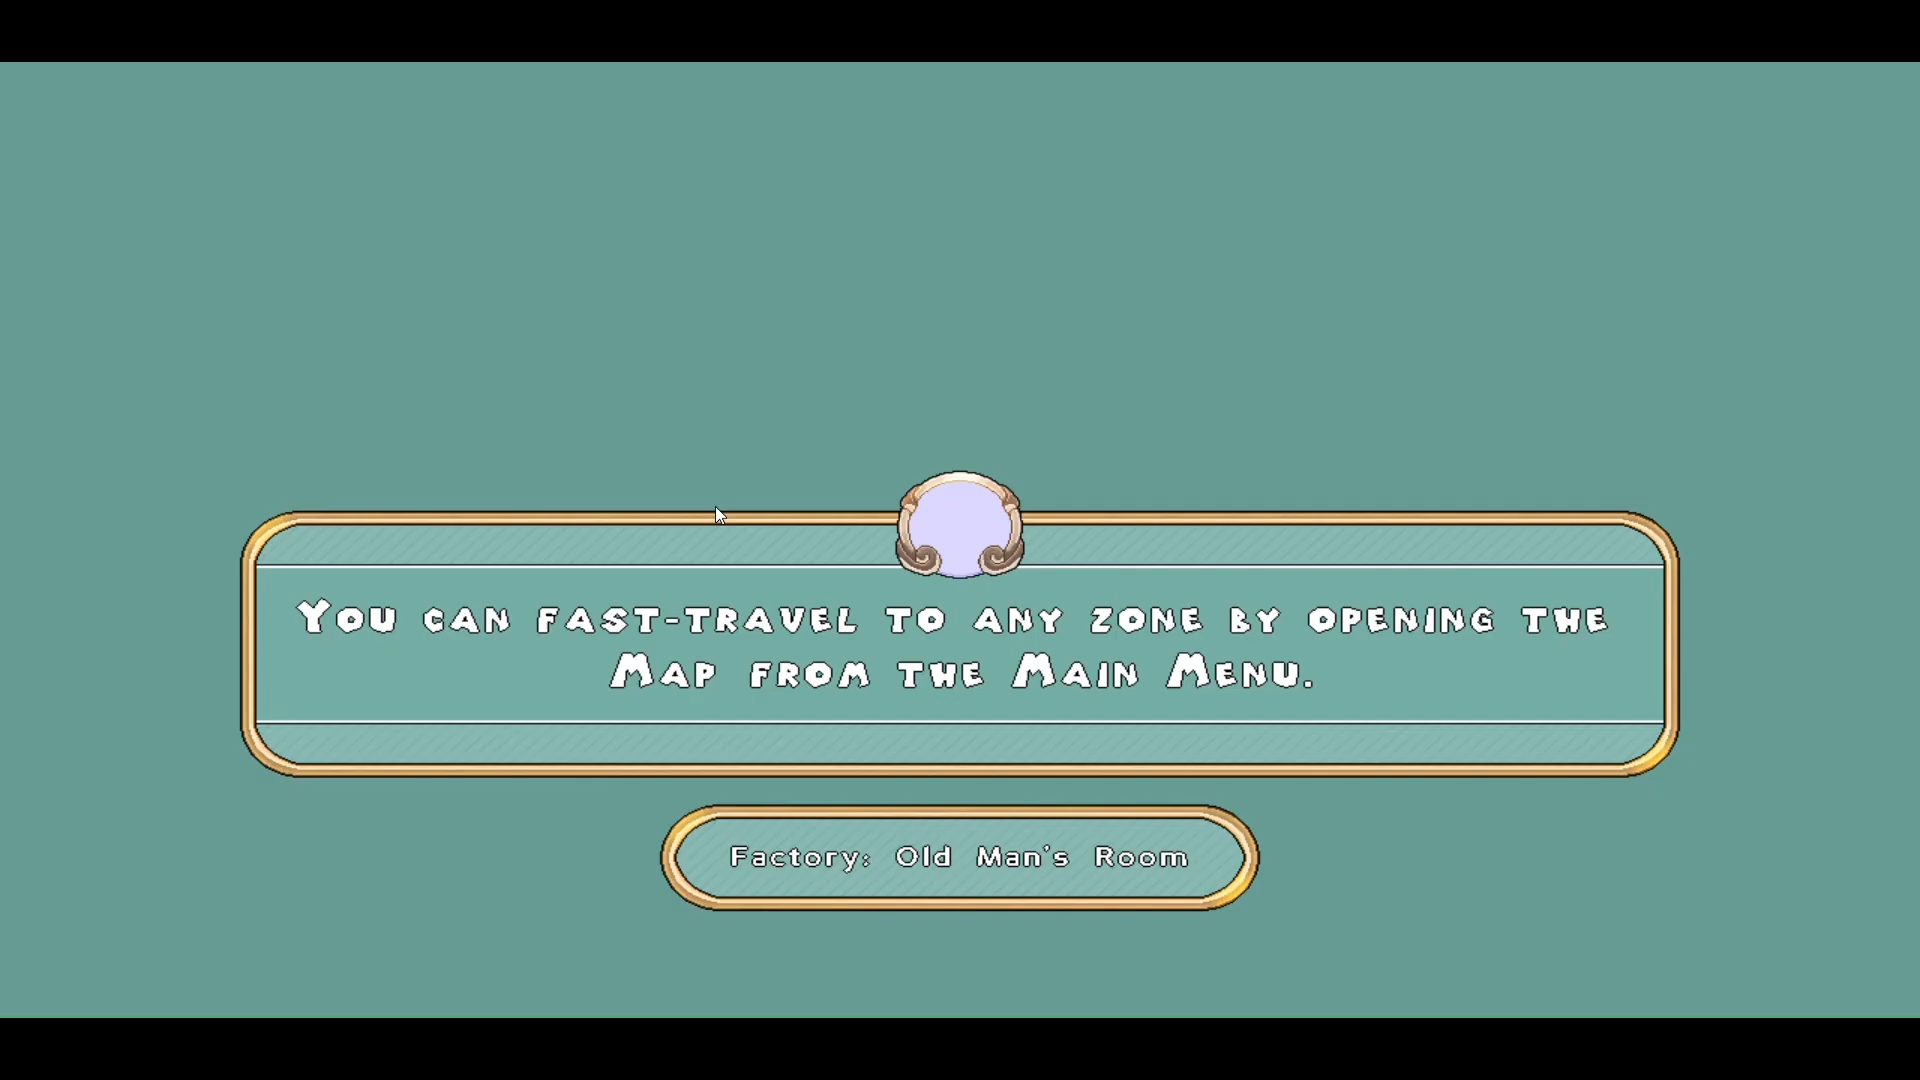 You can fast-travel to any zone by opening the
Map from the Main Menu.
Factory: Old Man's Room